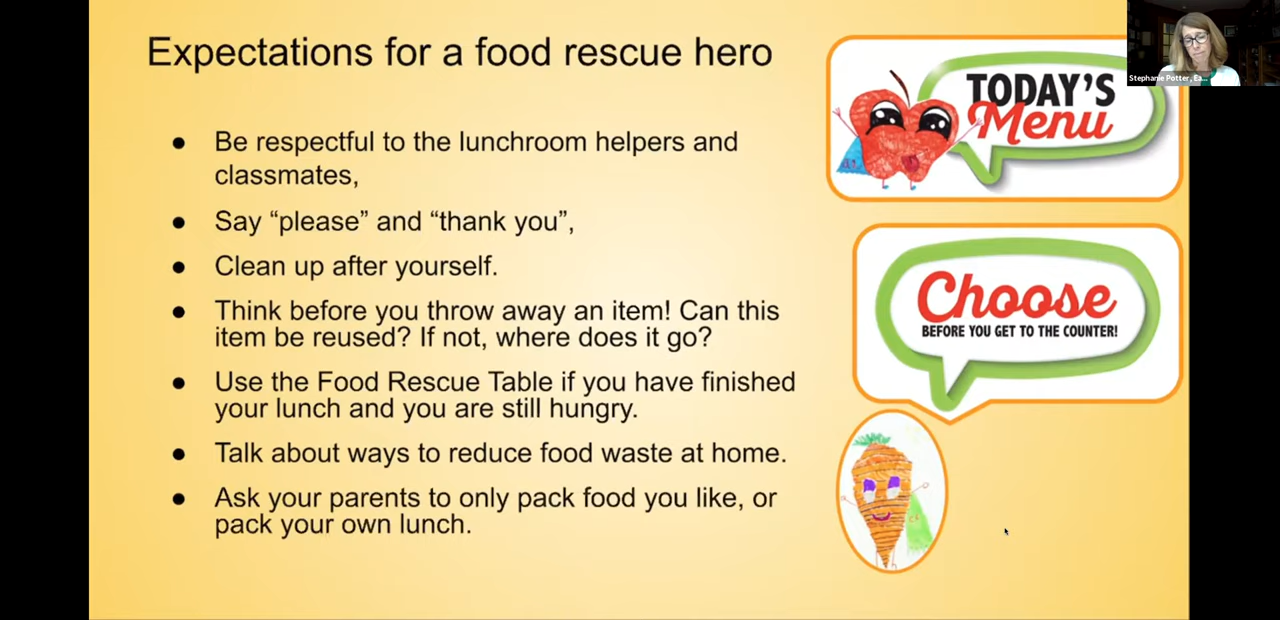 Expectations for a food rescue hero
● Be respectful to the lunchroom helpers and
classmates,
● Say “please” and “thank you”,
● Clean up after yourself.
● Think before you throw away an item! Can this
item be reused? If not, where does it go?
● Use the Food Rescue Table if you have finished
your lunch and you are still hungry.
● Talk about ways to reduce food waste at home.
● Ask your parents to only pack food you like, or
pack your own lunch.
TODAY'S
Menu
Choose
BEFORE YOU GET TO THE COUNTER!
Stephanie Potter, Ea...